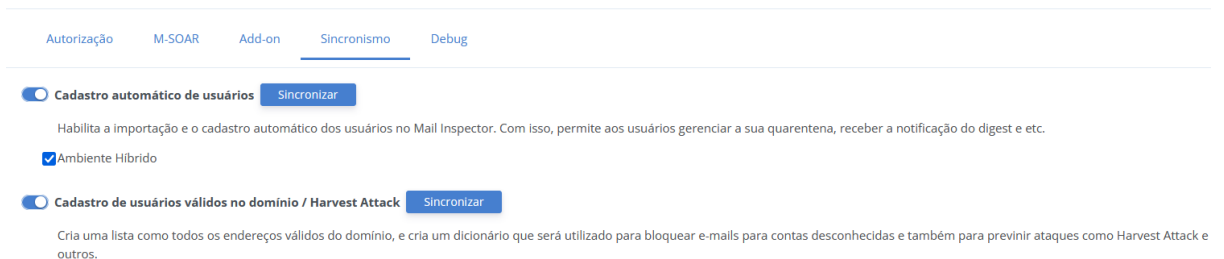 Autorização M-SOAR Add-on Sincronismo Debug
Cadastro automático de usuários Sincronizar
Habilita a importação e o cadastro automático dos usuários no Mail Inspector. Com isso, permite aos usuários gerenciar a sua quarentena, receber a notificação do digest e etc.
Ambiente Híbrido
Cadastro de usuários válidos no domínio / Harvest Attack Sincronizar
Cria uma lista como todos os endereços válidos do domínio, e cria um dicionário que será utilizado para bloquear e-mails para contas desconhecidas e também para previnir ataques como Harvest Attack e
outros.